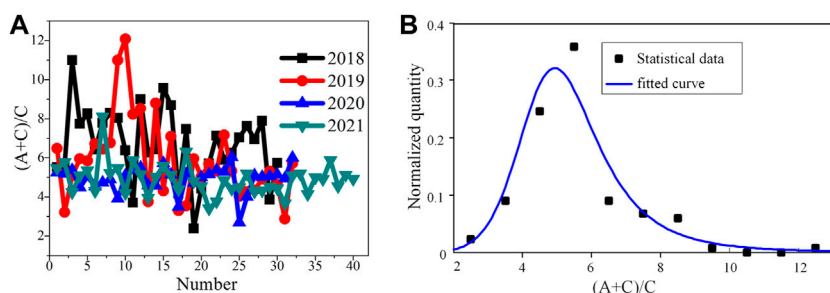 A
(A+C)/C
12
10
8
6
4
2
0 5 10 15 20 25 30 35 40
Number
2018
2019
2020
2021
B
Normalized quantity
0.4
0.3
0.2
0.1
0
2 4 6 8 10 12
(A+C)/C
Statistical data
fitted curve